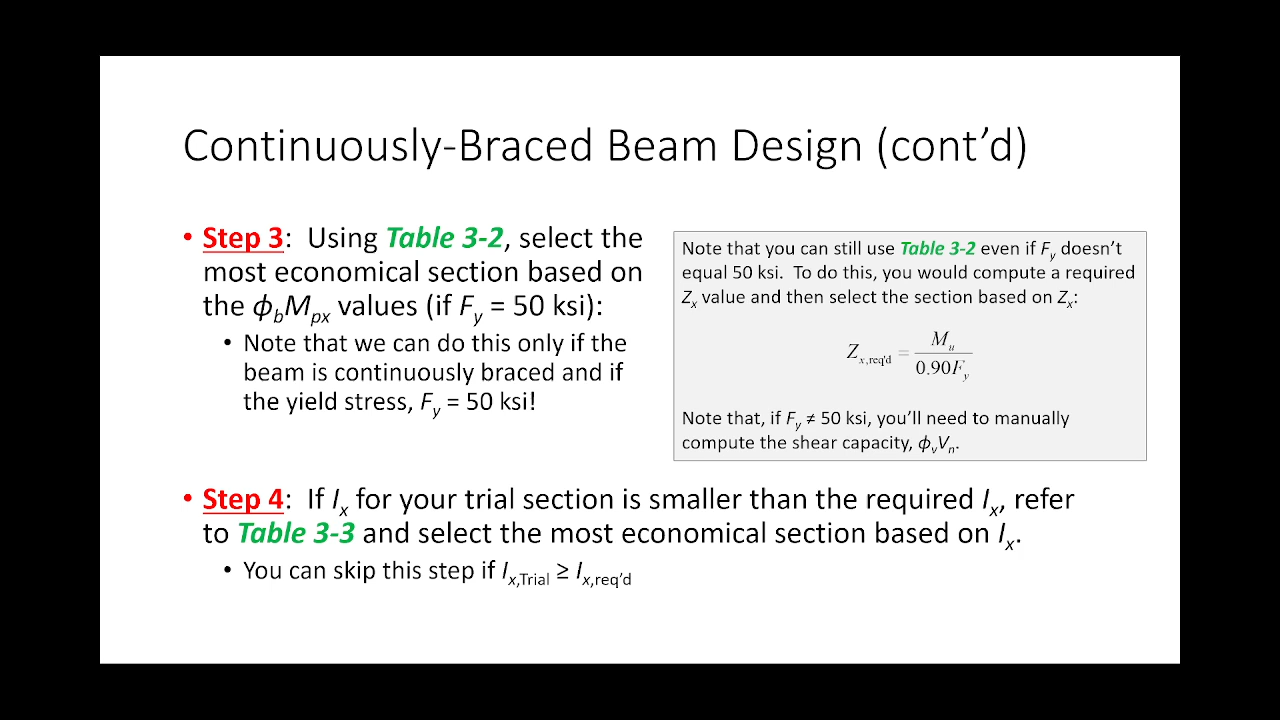 Continuously-Braced Beam Design (cont’d)
• Step 3:  Using Table 3-2, select the
most economical section based on
the ϕbMpx values (if Fy = 50 ksi):
• Note that we can do this only if the
beam is continuously braced and if
the yield stress, Fy = 50 ksi!
Note that you can still use Table 3-2 even if Fy doesn’t
equal 50 ksi.  To do this, you would compute a required
Zx value and then select the section based on Zx:
Zx,req'd = Mu / 0.90Fy
Note that, if Fy ≠ 50 ksi, you’ll need to manually
compute the shear capacity, ϕvVn.
• Step 4:  If Ix for your trial section is smaller than the required Ix, refer
to Table 3-3 and select the most economical section based on Ix.
• You can skip this step if Ix,Trial ≥ Ix,req’d